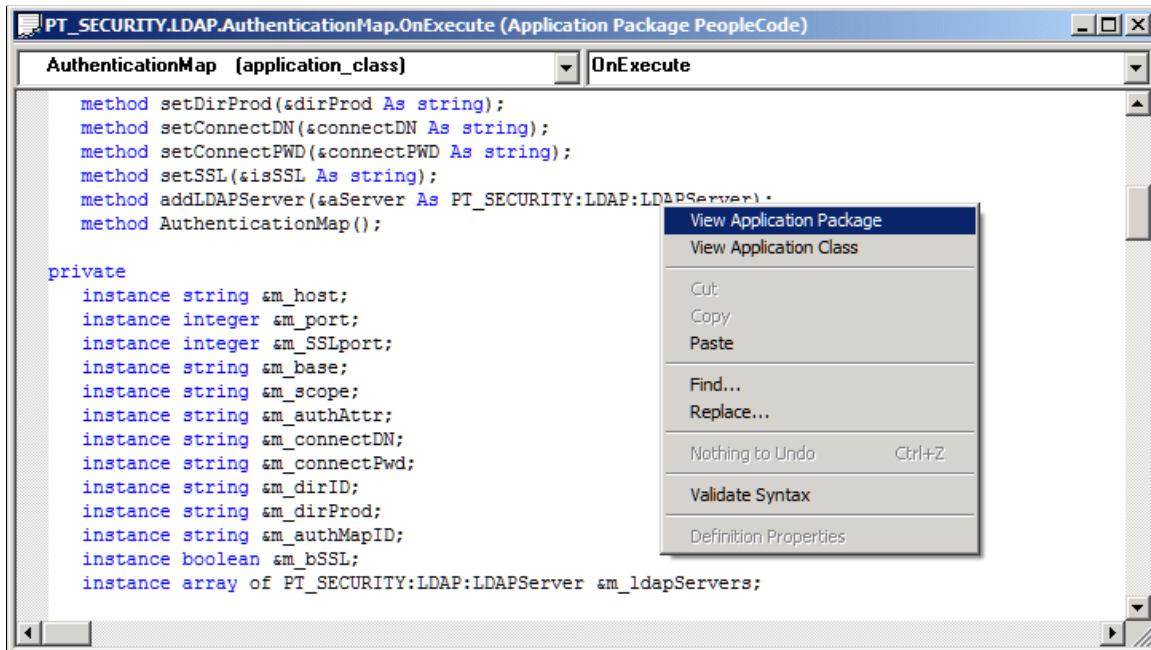 PT_SECURITY.LDAP.AuthenticationMap.OnExecute (Application Package PeopleCode)
AuthenticationMap (application_class) OnExecute
method setDirProd(&dirProd As string);
method setConnectDN(&connectDN As string);
method setConnectPWD(&connectPWD As string);
method setSSL(&isSSL As string);
method addLDAPServer(&aServer As PT_SECURITY:LDAP:LDAPServer);
method AuthenticationMap();
private
instance string &m_host;
instance integer &m_port;
instance integer &m_SSLport;
instance string &m_base;
instance string &m_scope;
instance string &m_authAttr;
instance string &m_connectDN;
instance string &m_connectPwd;
instance string &m_dirID;
instance string &m_dirProd;
instance string &m_authMapID;
instance boolean &m_bSSL;
instance array of PT_SECURITY:LDAP:LDAPServer &m_ldapServers;
View Application Package
View Application Class
Cut
Copy
Paste
Find...
Replace...
Nothing to Undo Ctrl+Z
Validate Syntax
Definition Properties